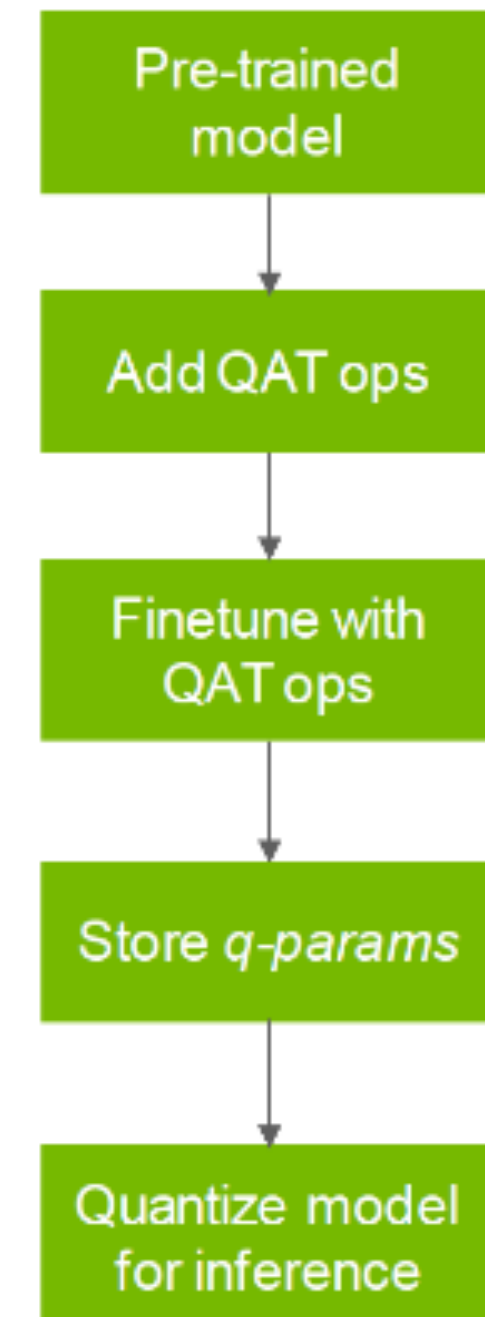 Pre-trained
model
Add QAT ops
Finetune with
QAT ops
Store q-params
Quantize model
for inference